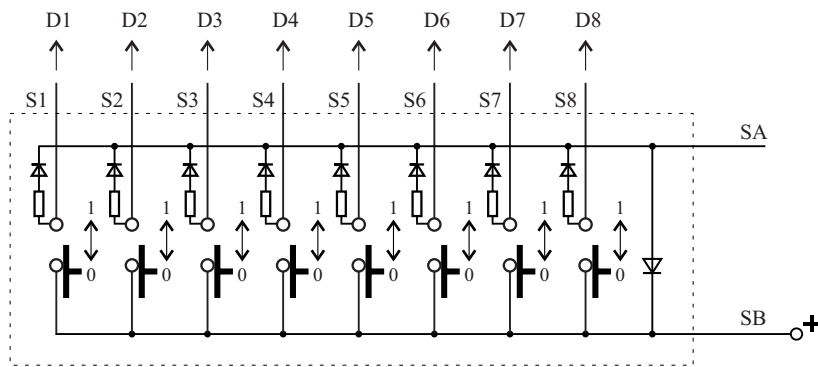 D1 D2 D3 D4 D5 D6 D7 D8
S1 S2 S3 S4 S5 S6 S7 S8
SA
1 1 1 1 1 1 1 1
0 0 0 0 0 0 0 0
SB
+